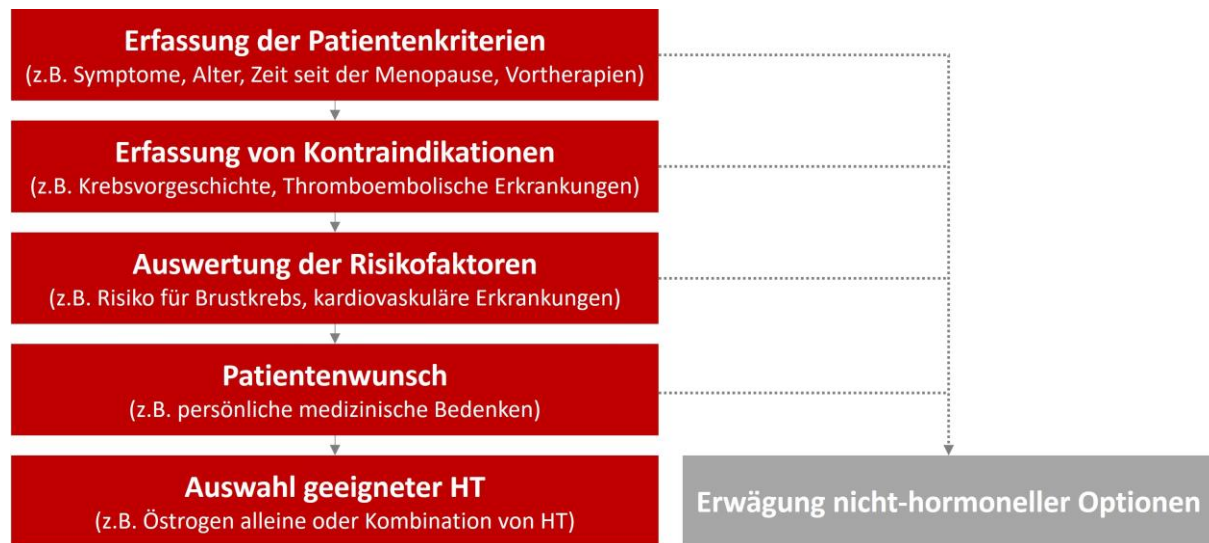 Erfassung der Patientenkriterien
(z.B. Symptome, Alter, Zeit seit der Menopause, Vortherapien)
Erfassung von Kontraindikationen
(z.B. Krebsvorgeschichte, Thromboembolische Erkrankungen)
Auswertung der Risikofaktoren
(z.B. Risiko für Brustkrebs, kardiovaskuläre Erkrankungen)
Patientenwunsch
(z.B. persönliche medizinische Bedenken)
Auswahl geeigneter HT
(z.B. Östrogen alleine oder Kombination von HT)
Erwägung nicht-hormoneller Optionen